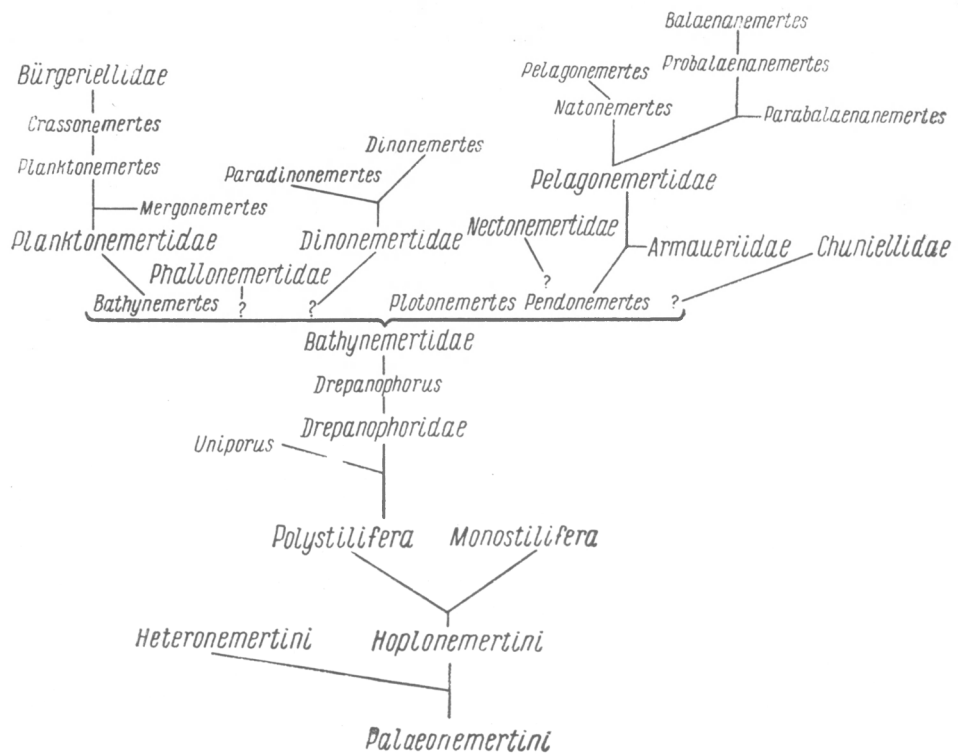 Balaenanemertes
Bürgeriellidae
Pelagonemertes
Probalaenanemertes
Crassonemertes
Natonemertes
Parabalaenanemertes
Planktonemertes
Dinonemertes
Paradinonemertes
Pelagonemertidae
Mergonemertes
Planktonemertidae
Dinonemertidae
Nectonemertidae
Armaueriidae
Chuniellidae
Phallonemertidae
?
Bathynemertes ? ? Plotonemertes Pendonemertes ?
Bathynemertidae
Drepanophorus
Drepanophoridae
Uniporus
Polystilifera Monostilifera
Heteronemertini Hoplonemertini
Palaeonemertini